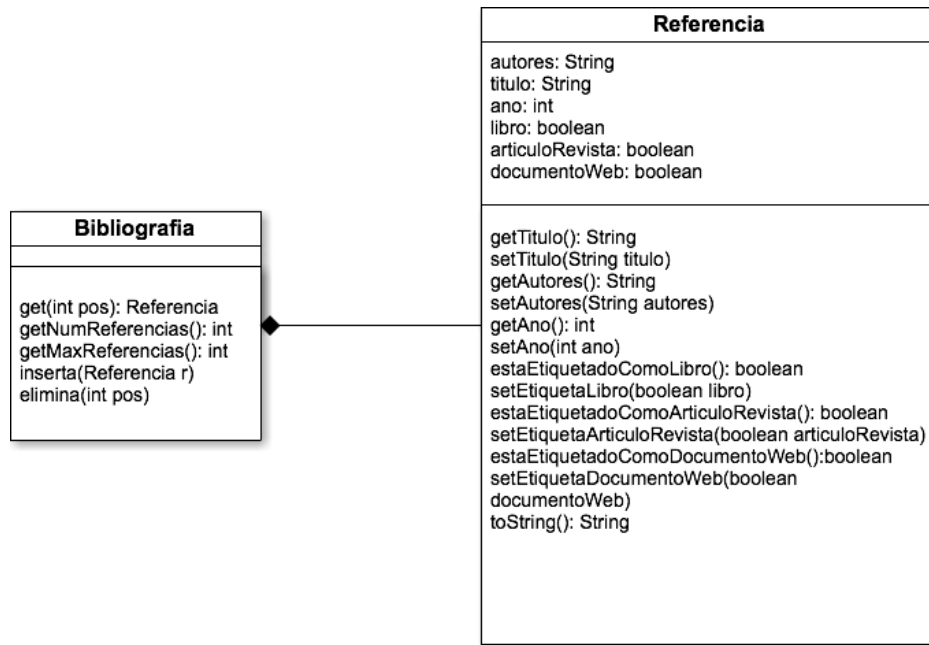 Bibliografia
get(int pos): Referencia
getNumReferencias(): int
getMaxReferencias(): int
inserta(Referencia r)
elimina(int pos)
Referencia
autores: String
titulo: String
ano: int
libro: boolean
articuloRevista: boolean
documentoWeb: boolean
getTitulo(): String
setTitulo(String titulo)
getAutores(): String
setAutores(String autores)
getAno(): int
setAno(int ano)
estaEtiquetadoComoLibro(): boolean
setEtiquetaLibro(boolean libro)
estaEtiquetadoComoArticuloRevista(): boolean
setEtiquetaArticuloRevista(boolean articuloRevista)
estaEtiquetadoComoDocumentoWeb():boolean
setEtiquetaDocumentoWeb(boolean
documentoWeb)
toString(): String